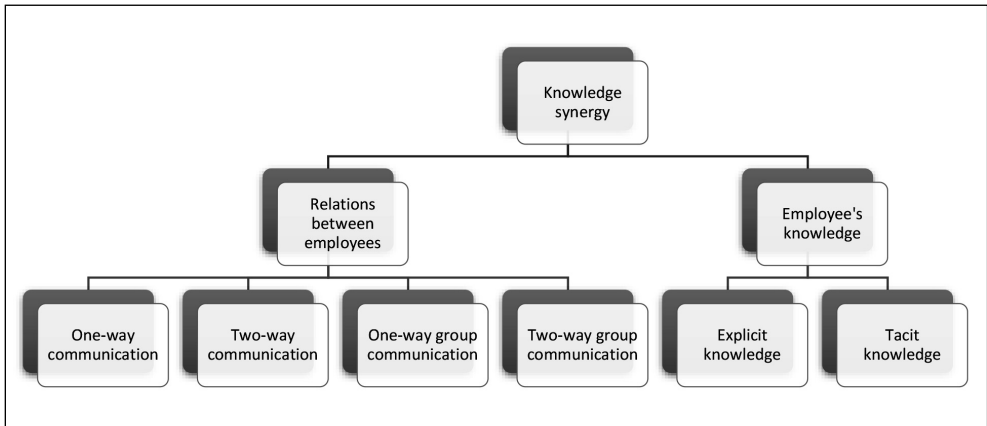 Knowledge
synergy
Relations
between
employees
Employee's
knowledge
One-way
communication
Two-way
communication
One-way group
communication
Two-way group
communication
Explicit
knowledge
Tacit
knowledge